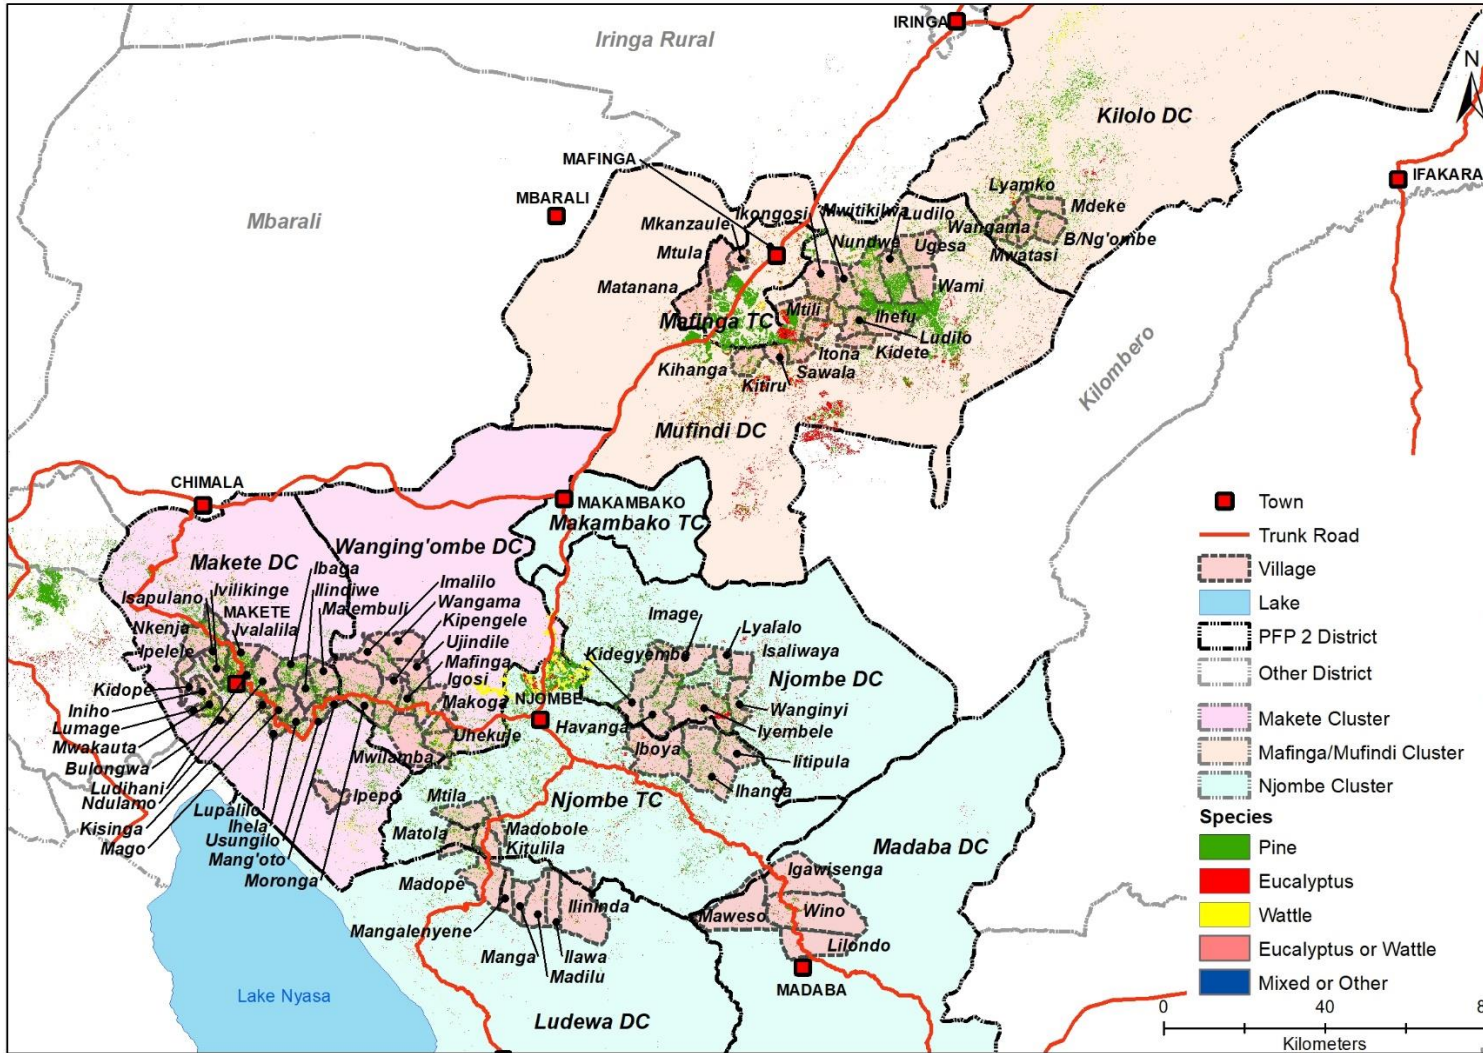 IRINGA
Iringa Rural
N
Kilolo DC
MAFINGA
IFAKARA
MBARALI
Mbarali
Lyamko
Mdeke
Ikongosi
Mwitikilwa
Ludilo
Mkanzaule
Wangama
B/Ng'ombe
Nundwe
Ugesa
Mtula
Mwatasi
Matanana
Wami
Mtili
Ihefu
Mafinga TC
Ludilo
Itona
Kidete
Kihanga
Sawala
Kitiru
Kilombero
Mufindi DC
CHIMALA
MAKAMBAKO
Makambako TC
Wanging'ombe DC
Makete DC
Ibaga
Ivilikinge
Ilindiwe
Imalilo
Isapulano
Malembuli
Wangama
MAKETE
Kipengele
Nkenja
Ivalalila
Ujindile
Ipelele
Mafinga
Igosi
Kidope
Makoga
Iniho
Lumage
Uhekule
Mwakauta
Mwilamba
Bulongwa
Ludihani
Ndulamo
Ipepo
Kisinga
Lupalilo
Mago
Ihela
Usungilo
Mang'oto
Moronga
Image
Lyalalo
Kidegyembe
Isaliwaya
Njombe DC
NJOMBE
Havanga
Wanginyi
Iyembele
Iboya
Iitipula
Ihanga
Njombe TC
Mtila
Matola
Madobole
Kitulila
Madope
Ilininda
Mangalenyene
Manga
Ilawa
Madilu
Madaba DC
Igawisenga
Maweso
Wino
Lilondo
MADABA
Ludewa DC
Lake Nyasa
Town
Trunk Road
Village
Lake
PFP 2 District
Other District
Makete Cluster
Mafinga/Mufindi Cluster
Njombe Cluster
Species
Pine
Eucalyptus
Wattle
Eucalyptus or Wattle
Mixed or Other
0 40 8
Kilometers